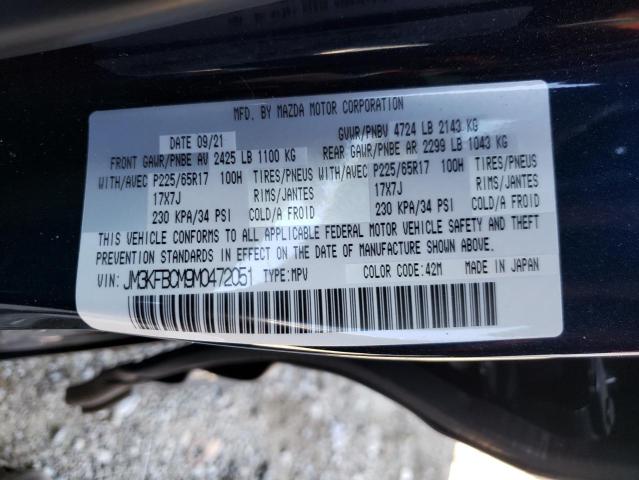 MFD. BY MAZDA MOTOR CORPORATION
DATE 09/21 GVWR/PNBV 4724 LB 2143 KG
FRONT GAWR/PNBE AV 2425 LB 1100 KG REAR GAWR/PNBE AR 2299 LB 1043 KG
WITH/AVEC P225/65R17 100H TIRES/PNEUS WITH/AVEC P225/65R17 100H TIRES/PNEUS
17X7J RIMS/JANTES 17X7J RIMS/JANTES
230 KPA/34 PSI COLD/A FROID 230 KPA/34 PSI COLD/A FROID
THIS VEHICLE CONFORMS TO ALL APPLICABLE FEDERAL MOTOR VEHICLE SAFETY AND THEFT
PREVENTION STANDARDS IN EFFECT ON THE DATE OF MANUFACTURE SHOWN ABOVE.
VIN: JM3KFBCM9M0472051 TYPE: MPV COLOR CODE: 42M MADE IN JAPAN